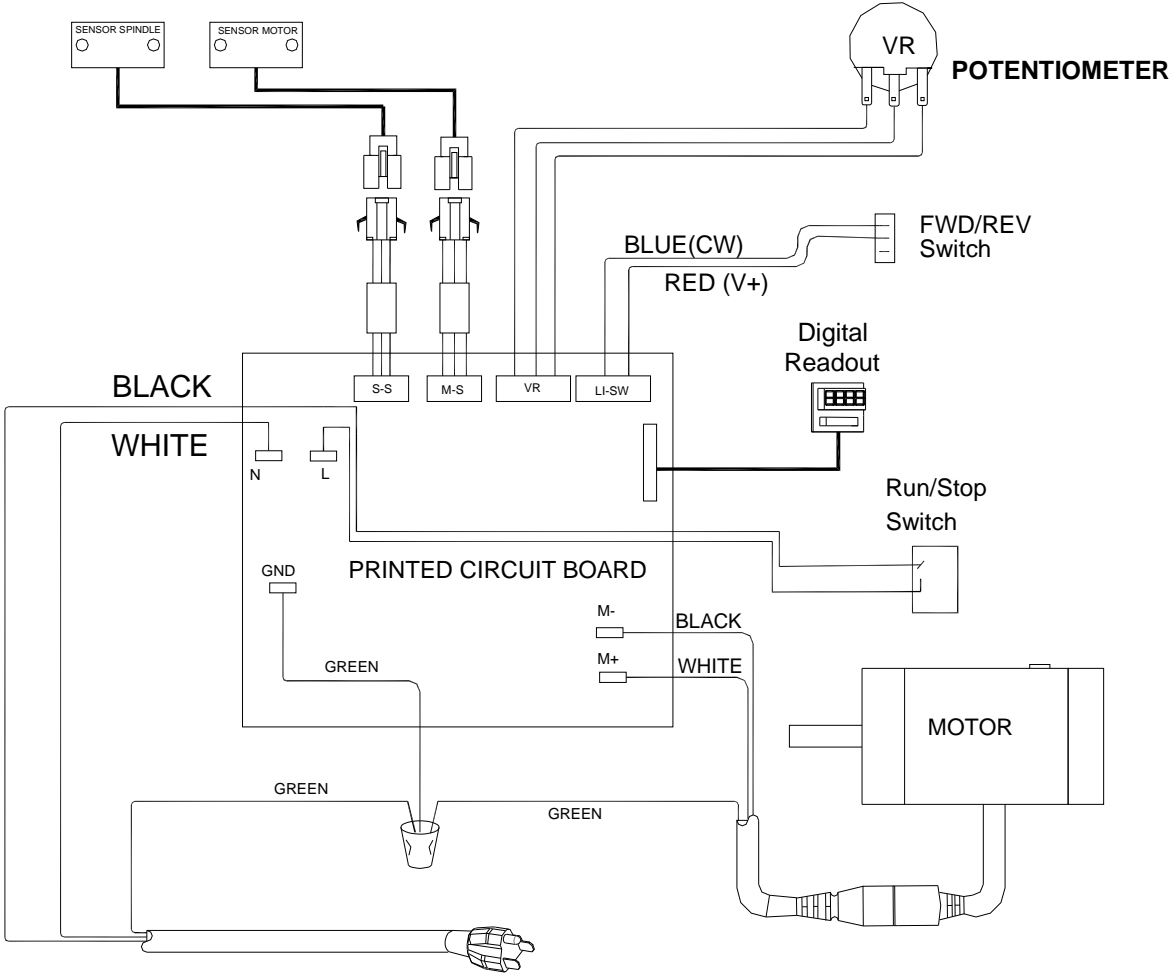 SENSOR SPINDLE
SENSOR MOTOR
VR
POTENTIOMETER
FWD/REV
Switch
BLUE(CW)
RED (V+)
Digital
Readout
S-S
M-S
VR
LI-SW
BLACK
WHITE
N
L
Run/Stop
Switch
GND
PRINTED CIRCUIT BOARD
M-
BLACK
M+
WHITE
GREEN
MOTOR
GREEN
GREEN